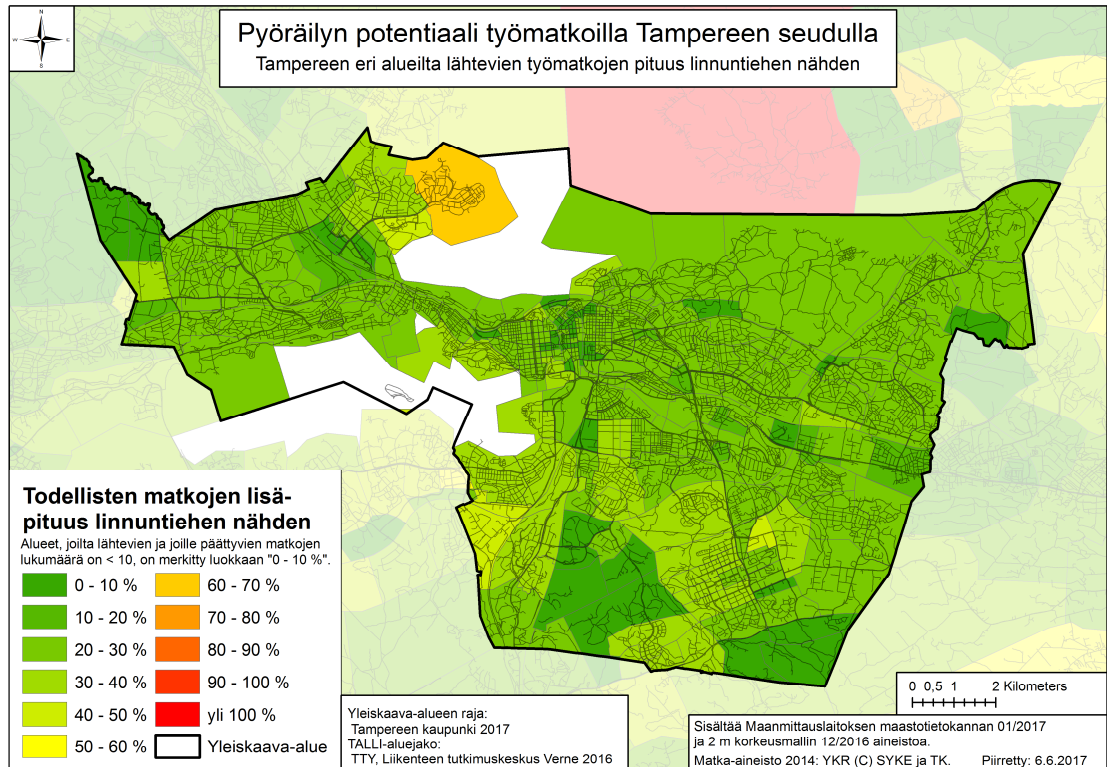 N
W E
S
Pyöräilyn potentiaali työmatkoilla Tampereen seudulla
Tampereen eri alueilta lähtevien työmatkojen pituus linnuntiehen nähden
Todellisten matkojen lisä-
pituus linnuntiehen nähden
Alueet, joilta lähtevien ja joille päättyvien matkojen
lukumäärä on < 10, on merkitty luokkaan "0 - 10 %".
0 - 10 %
10 - 20 %
20 - 30 %
30 - 40 %
40 - 50 %
50 - 60 %
60 - 70 %
70 - 80 %
80 - 90 %
90 - 100 %
yli 100 %
Yleiskaava-alue
Yleiskaava-alueen raja:
Tampereen kaupunki 2017
TALLI-aluejako:
TTY, Liikenteen tutkimuskeskus Verne 2016
0 0,5 1 2 Kilometers
Sisältää Maanmittauslaitoksen maastotietokannan 01/2017
ja 2 m korkeusmallin 12/2016 aineistoa.
Matka-aineisto 2014: YKR (C) SYKE ja TK. Piirretty: 6.6.2017